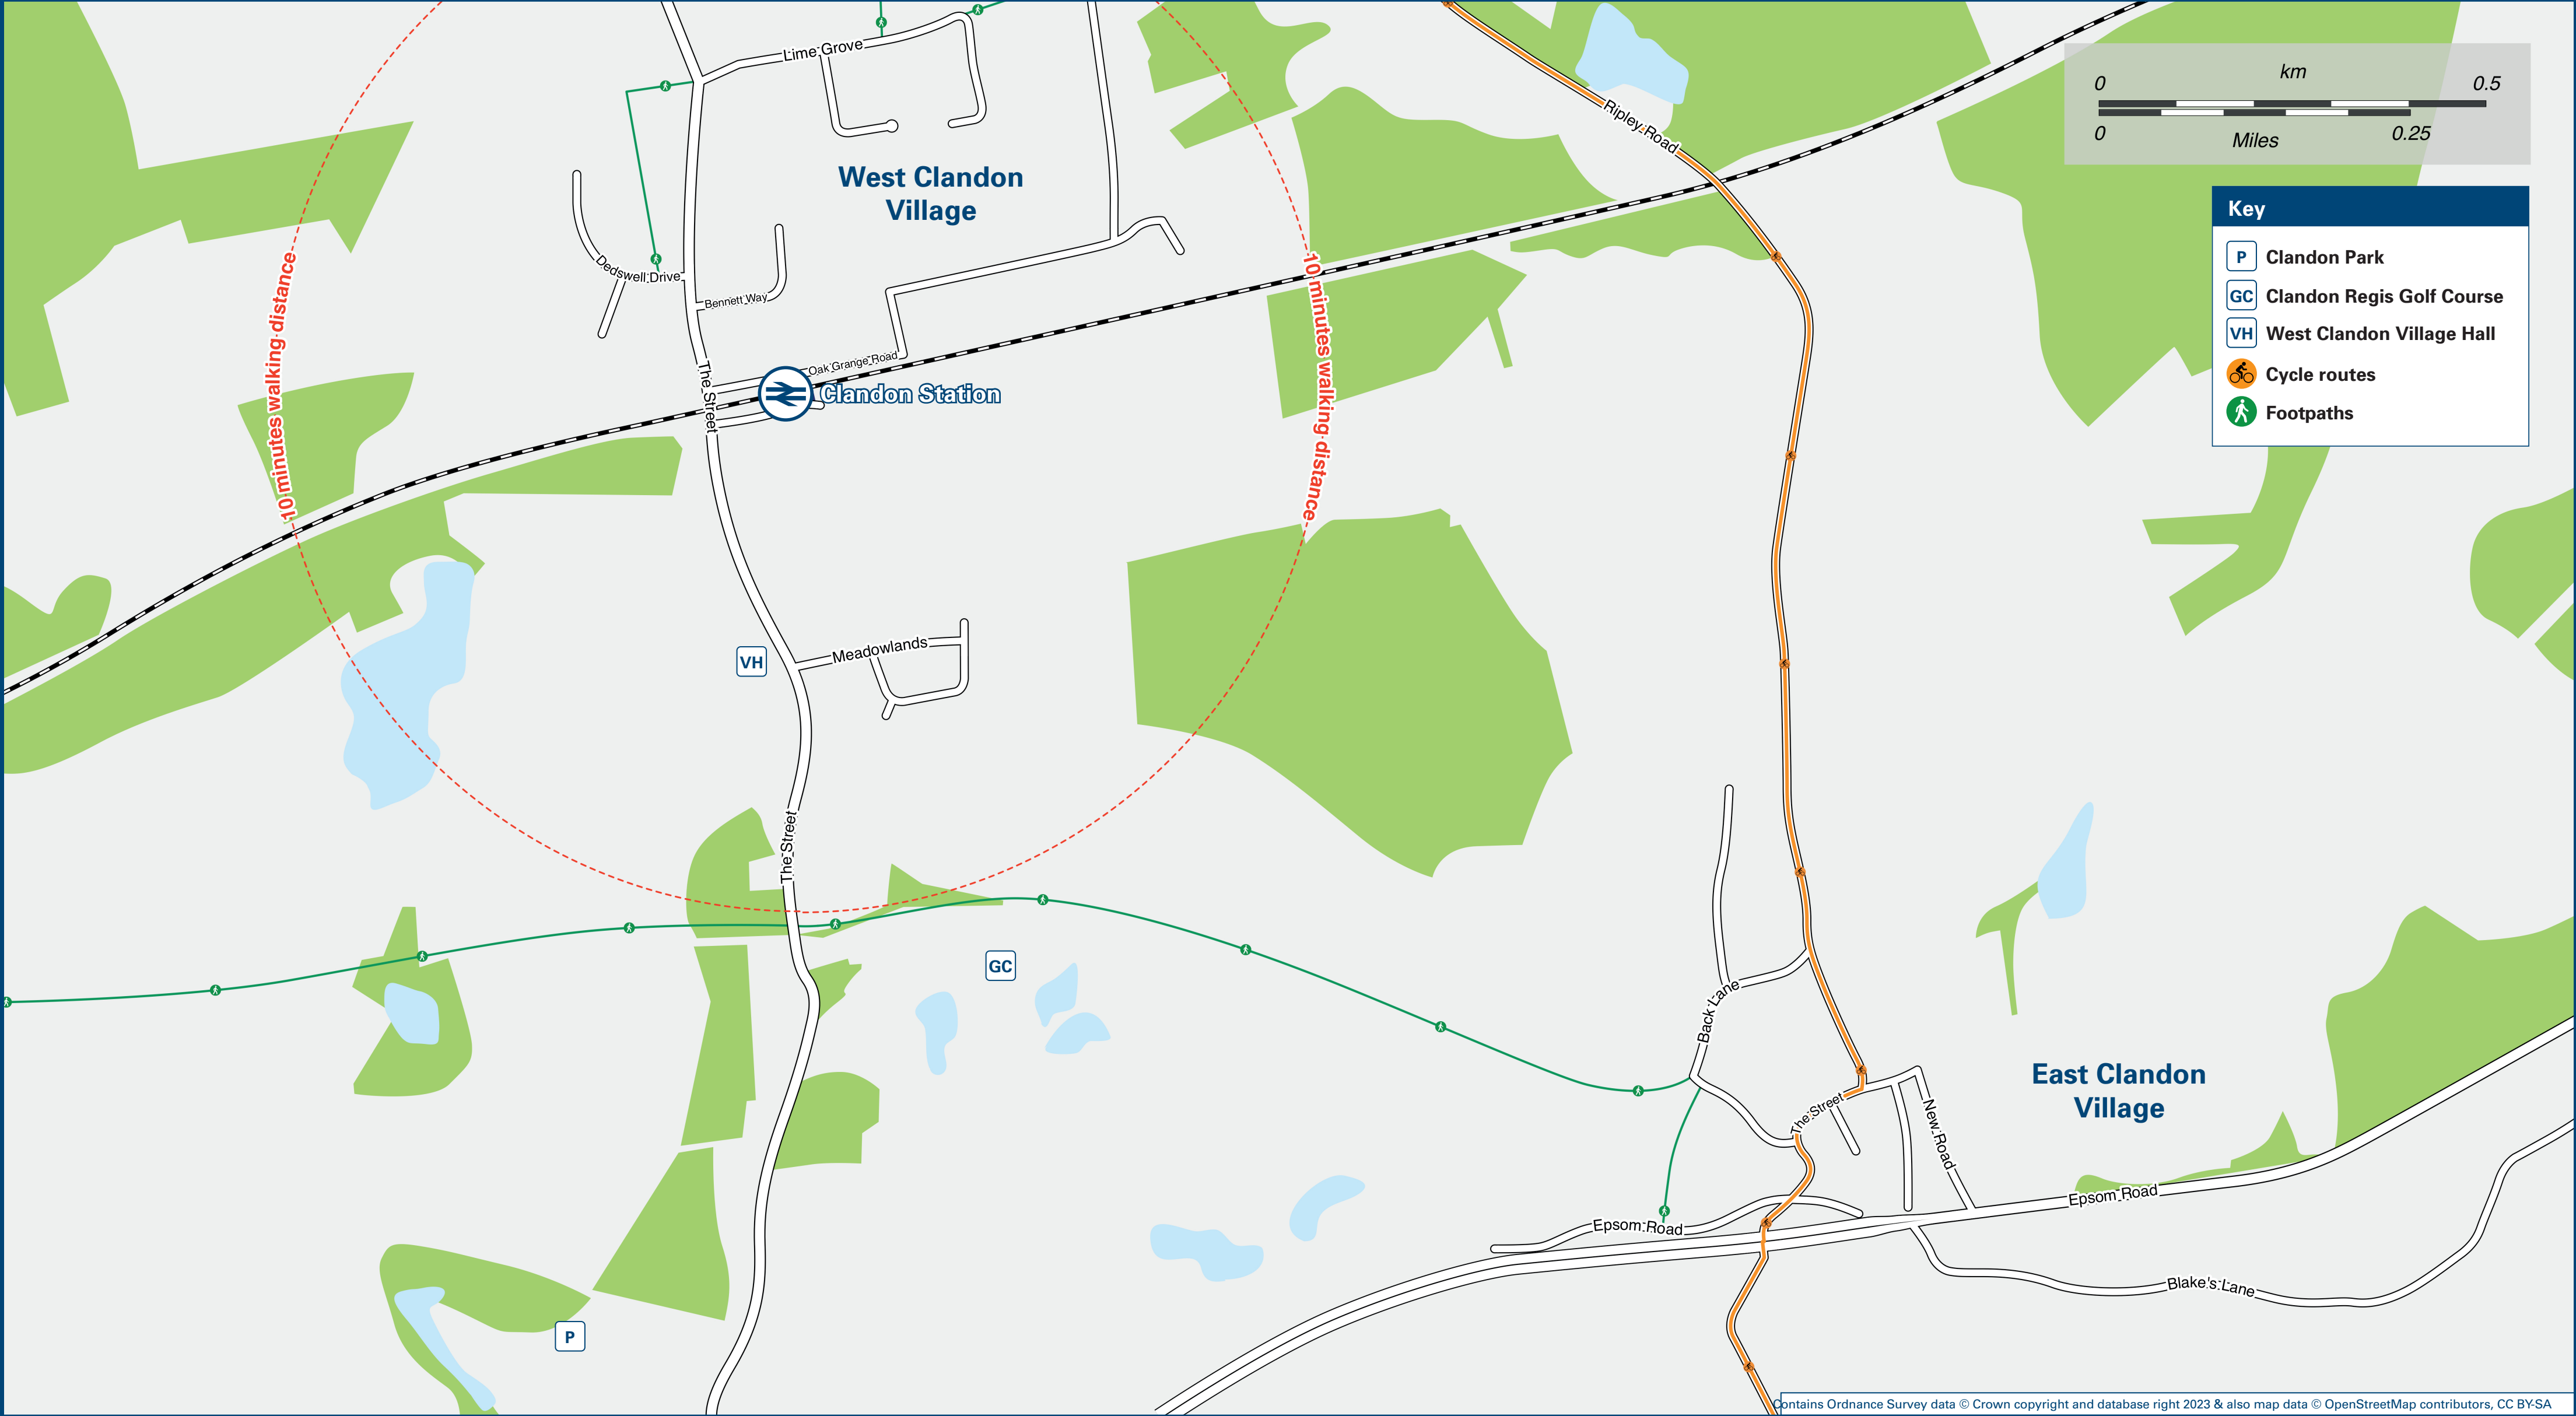 Lime Grove
Ripley Road
km
0
0.5
0
0.25
Miles
West Clandon
Village
Key
P Clandon Park
GC Clandon Regis Golf Course
VH West Clandon Village Hall
Cycle routes
Footpaths
Dedswell Drive
Bennett Way
10 minutes walking distance
10 minutes walking distance
Oak Grange Road
The Street
Clandon Station
VH
Meadowlands
The Street
GC
Back Lane
The Street
New Road
East Clandon
Village
Epsom Road
Epsom Road
Blake's Lane
P
Contains Ordnance Survey data © Crown copyright and database right 2023 & also map data © OpenStreetMap contributors, CC BY-SA